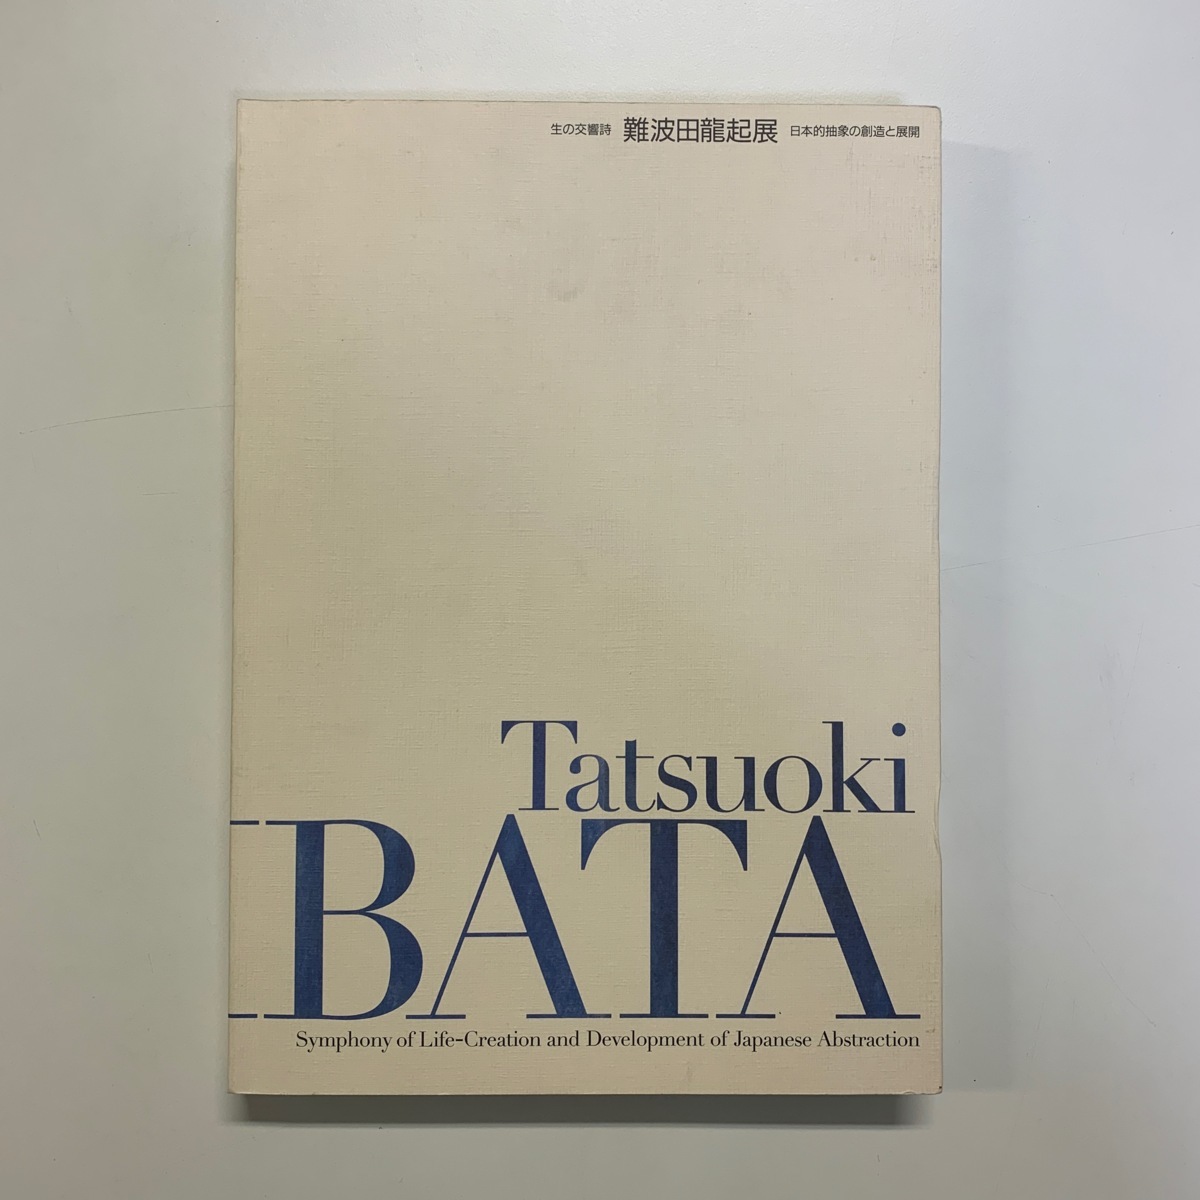 生の交響詩 難波田龍起展 日本的抽象の創造と展開
Tatsuoki
IBATA
Symphony of Life-Creation and Development of Japanese Abstraction